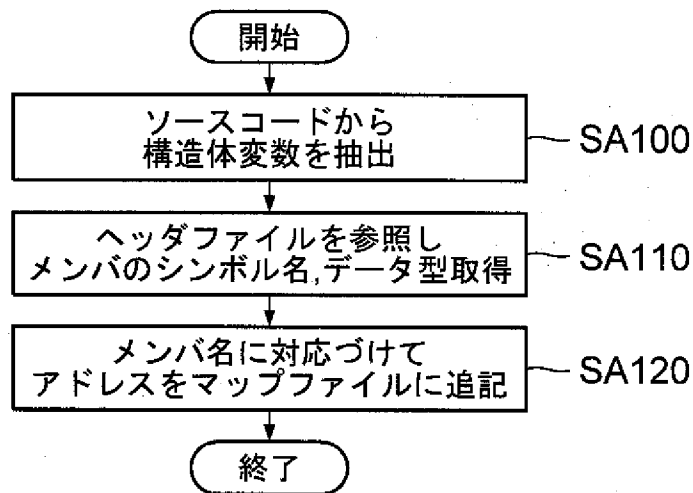 開始
ソースコードから
構造体変数を抽出
SA100
ヘッダファイルを参照し
メンバのシンボル名,データ型取得
SA110
メンバ名に対応づけて
アドレスをマップファイルに追記
SA120
終了